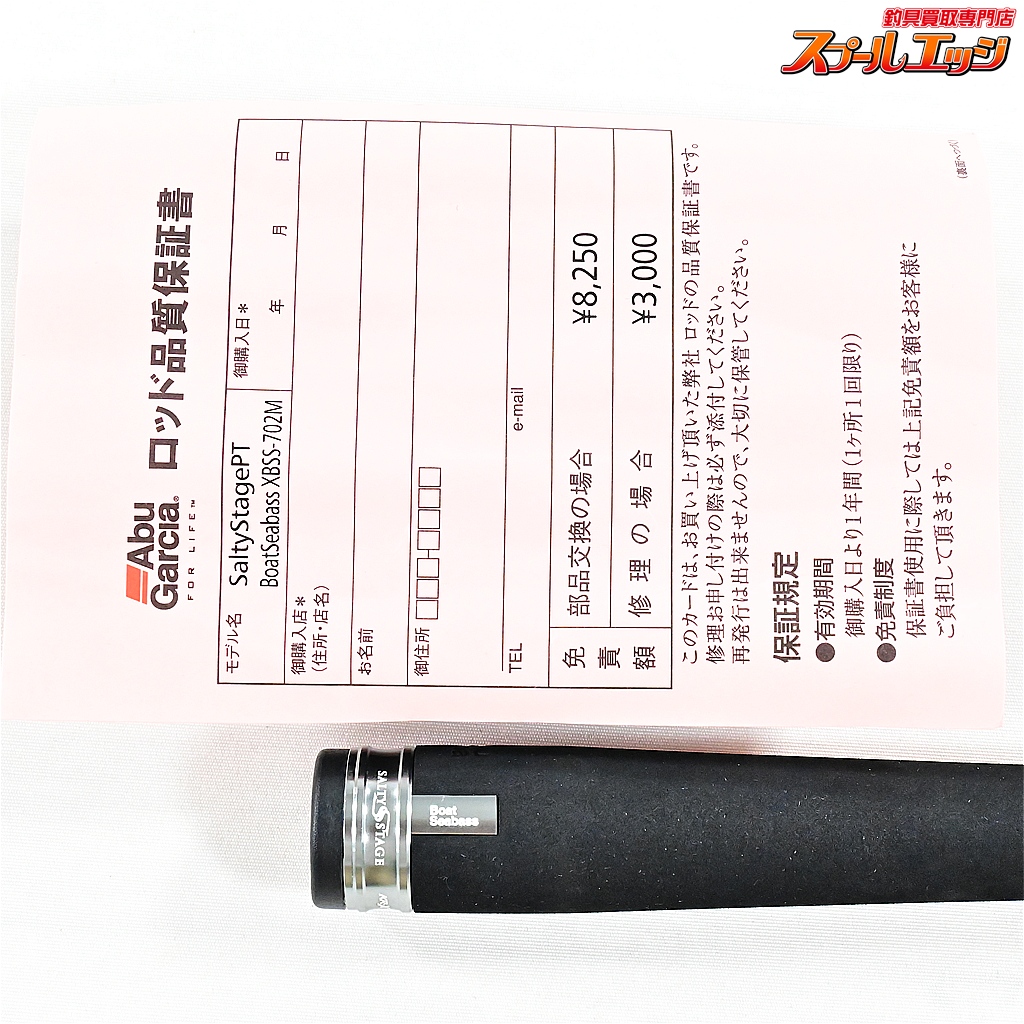 釣具買取専門店
スプールエッジ
Abu
Garcia®
FOR LIFE™
ロッド品質保証書
モデル名
SaltyStagePT
BoatSeabass XBSS-702M
御購入日*
年 月 日
御購入店*
(住所・店名)
お名前
御住所 □□□-□□□□
TEL
e-mail
免責額
部品交換の場合 ¥8,250
修理の場合 ¥3,000
このカードは、お買い上げ頂いた弊社 ロッドの品質保証書です。
修理お申し付けの際は必ず添付してください。
再発行は出来ませんので、大切に保管してください。
保証規定
●有効期間
御購入日より1年間(1ヶ所1回限り)
●免責制度
保証書使用に際しては上記免責額をお客様に
ご負担して頂きます。
(裏面へつづく)
SALTY STAGE
Boat
Seabass